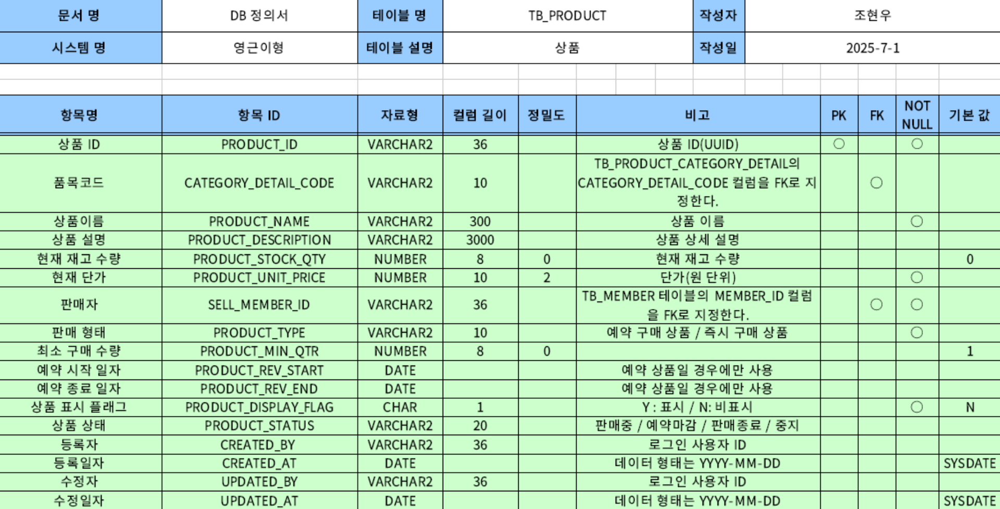 문서 명 DB 정의서 테이블 명 TB_PRODUCT 작성자 조현우
시스템 명 영근이형 테이블 설명 상품 작성일 2025-7-1
항목명 항목 ID 자료형 컬럼 길이 정밀도 비고 PK FK NOT NULL 기본 값
상품 ID PRODUCT_ID VARCHAR2 36 상품 ID(UUID) ○ ○
품목코드 CATEGORY_DETAIL_CODE VARCHAR2 10 TB_PRODUCT_CATEGORY_DETAIL의
CATEGORY_DETAIL_CODE 컬럼을 FK로 지
정한다. ○
상품이름 PRODUCT_NAME VARCHAR2 300 상품 이름 ○
상품 설명 PRODUCT_DESCRIPTION VARCHAR2 3000 상품 상세 설명
현재 재고 수량 PRODUCT_STOCK_QTY NUMBER 8 0 현재 재고 수량 0
현재 단가 PRODUCT_UNIT_PRICE NUMBER 10 2 단가(원 단위) ○
판매자 SELL_MEMBER_ID VARCHAR2 36 TB_MEMBER 테이블의 MEMBER_ID 컬럼
을 FK로 지정한다. ○ ○
판매 형태 PRODUCT_TYPE VARCHAR2 10 예약 구매 상품 / 즉시 구매 상품 ○
최소 구매 수량 PRODUCT_MIN_QTR NUMBER 8 0 1
예약 시작 일자 PRODUCT_REV_START DATE 예약 상품일 경우에만 사용
예약 종료 일자 PRODUCT_REV_END DATE 예약 상품일 경우에만 사용
상품 표시 플래그 PRODUCT_DISPLAY_FLAG CHAR 1 Y : 표시 / N: 비표시 ○ N
상품 상태 PRODUCT_STATUS VARCHAR2 20 판매중 / 예약마감 / 판매종료 / 중지
등록자 CREATED_BY VARCHAR2 36 로그인 사용자 ID
등록일자 CREATED_AT DATE 데이터 형태는 YYYY-MM-DD SYSDATE
수정자 UPDATED_BY VARCHAR2 36 로그인 사용자 ID
수정일자 UPDATED_AT DATE 데이터 형태는 YYYY-MM-DD SYSDATE